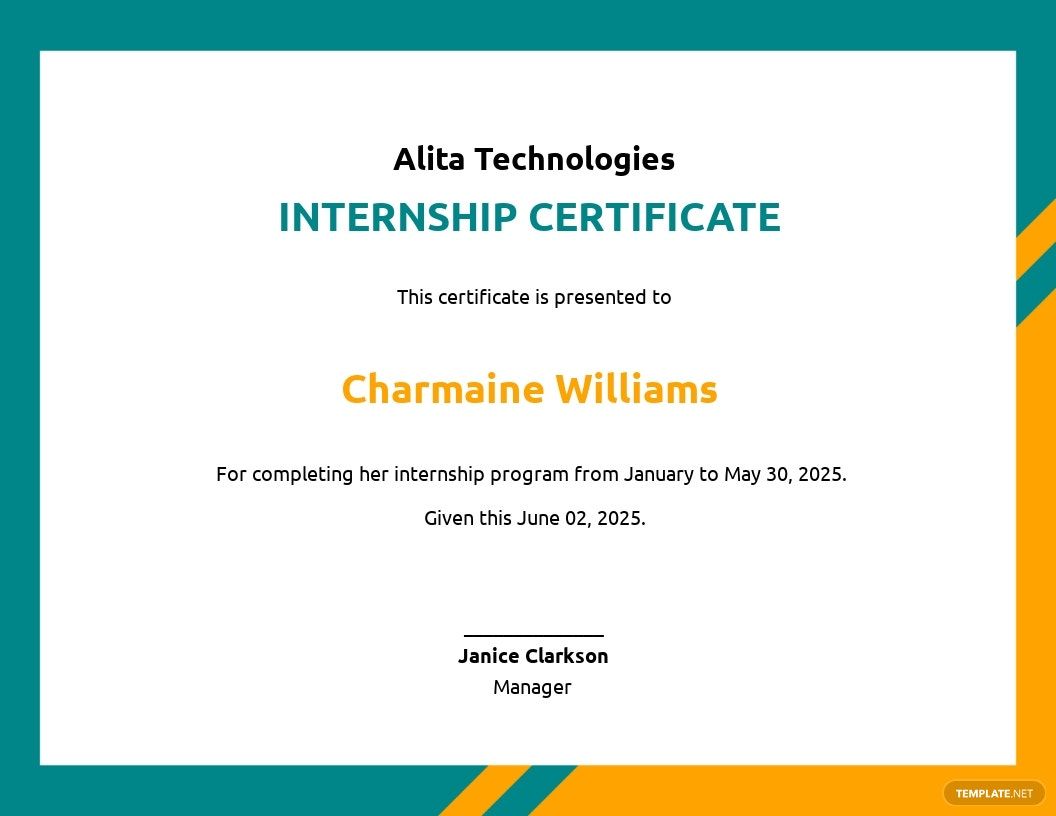 Alita Technologies
INTERNSHIP CERTIFICATE
This certificate is presented to
Charmaine Williams
For completing her internship program from January to May 30, 2025.
Given this June 02, 2025.
Janice Clarkson
Manager
TEMPLATE.NET